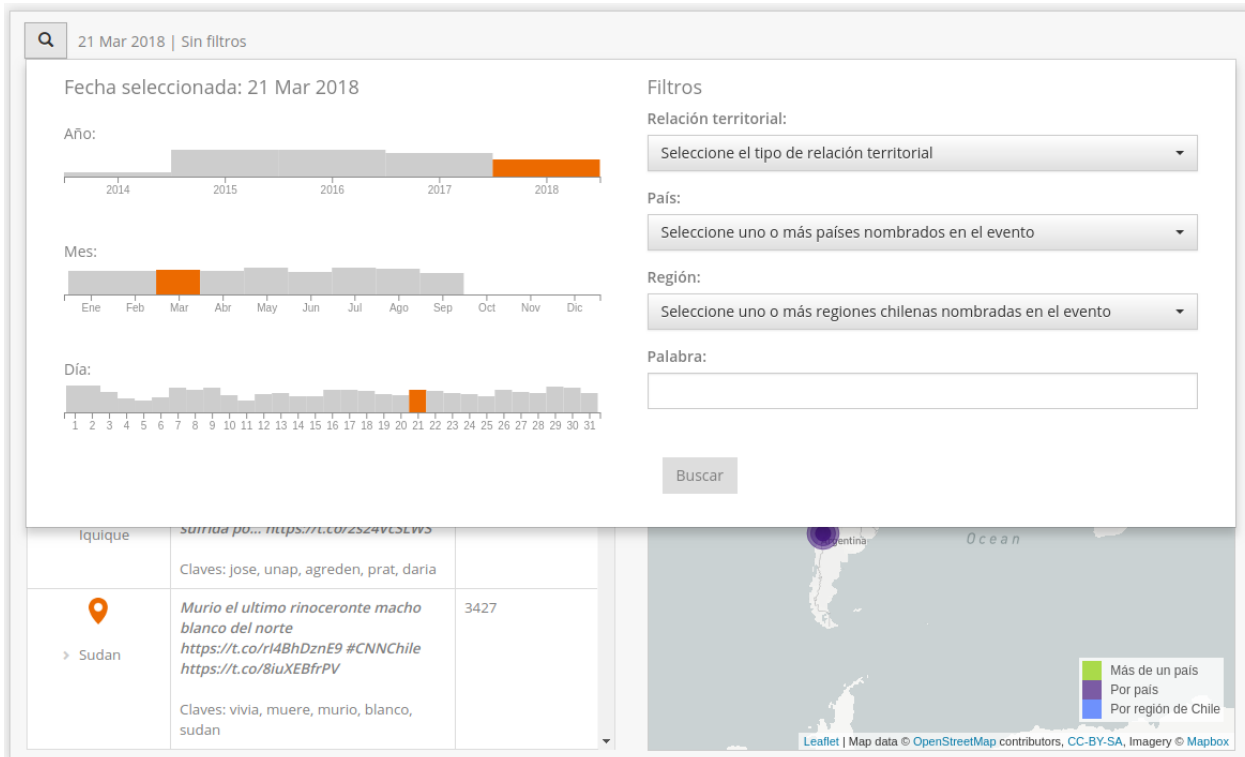 21 Mar 2018 | Sin filtros
Fecha seleccionada: 21 Mar 2018
Año:
2014 2015 2016 2017 2018
Mes:
Ene Feb Mar Abr May Jun Jul Ago Sep Oct Nov Dic
Día:
1 2 3 4 5 6 7 8 9 10 11 12 13 14 15 16 17 18 19 20 21 22 23 24 25 26 27 28 29 30 31
Filtros
Relación territorial:
Seleccione el tipo de relación territorial
País:
Seleccione uno o más países nombrados en el evento
Región:
Seleccione uno o más regiones chilenas nombradas en el evento
Palabra:
Buscar
Iquique
sufrida po... https://t.co/2s24VcSLWS
Claves: jose, unap, agreden, prat, daria
Sudan
Murio el ultimo rinoceronte macho
blanco del norte
https://t.co/rI4BhDznE9 #CNNChile
https://t.co/8iuXEBfrPV
Claves: vivia, muere, murio, blanco,
sudan
3427
Argentina
Ocean
Más de un país
Por país
Por región de Chile
Leaflet | Map data © OpenStreetMap contributors, CC-BY-SA, Imagery © Mapbox